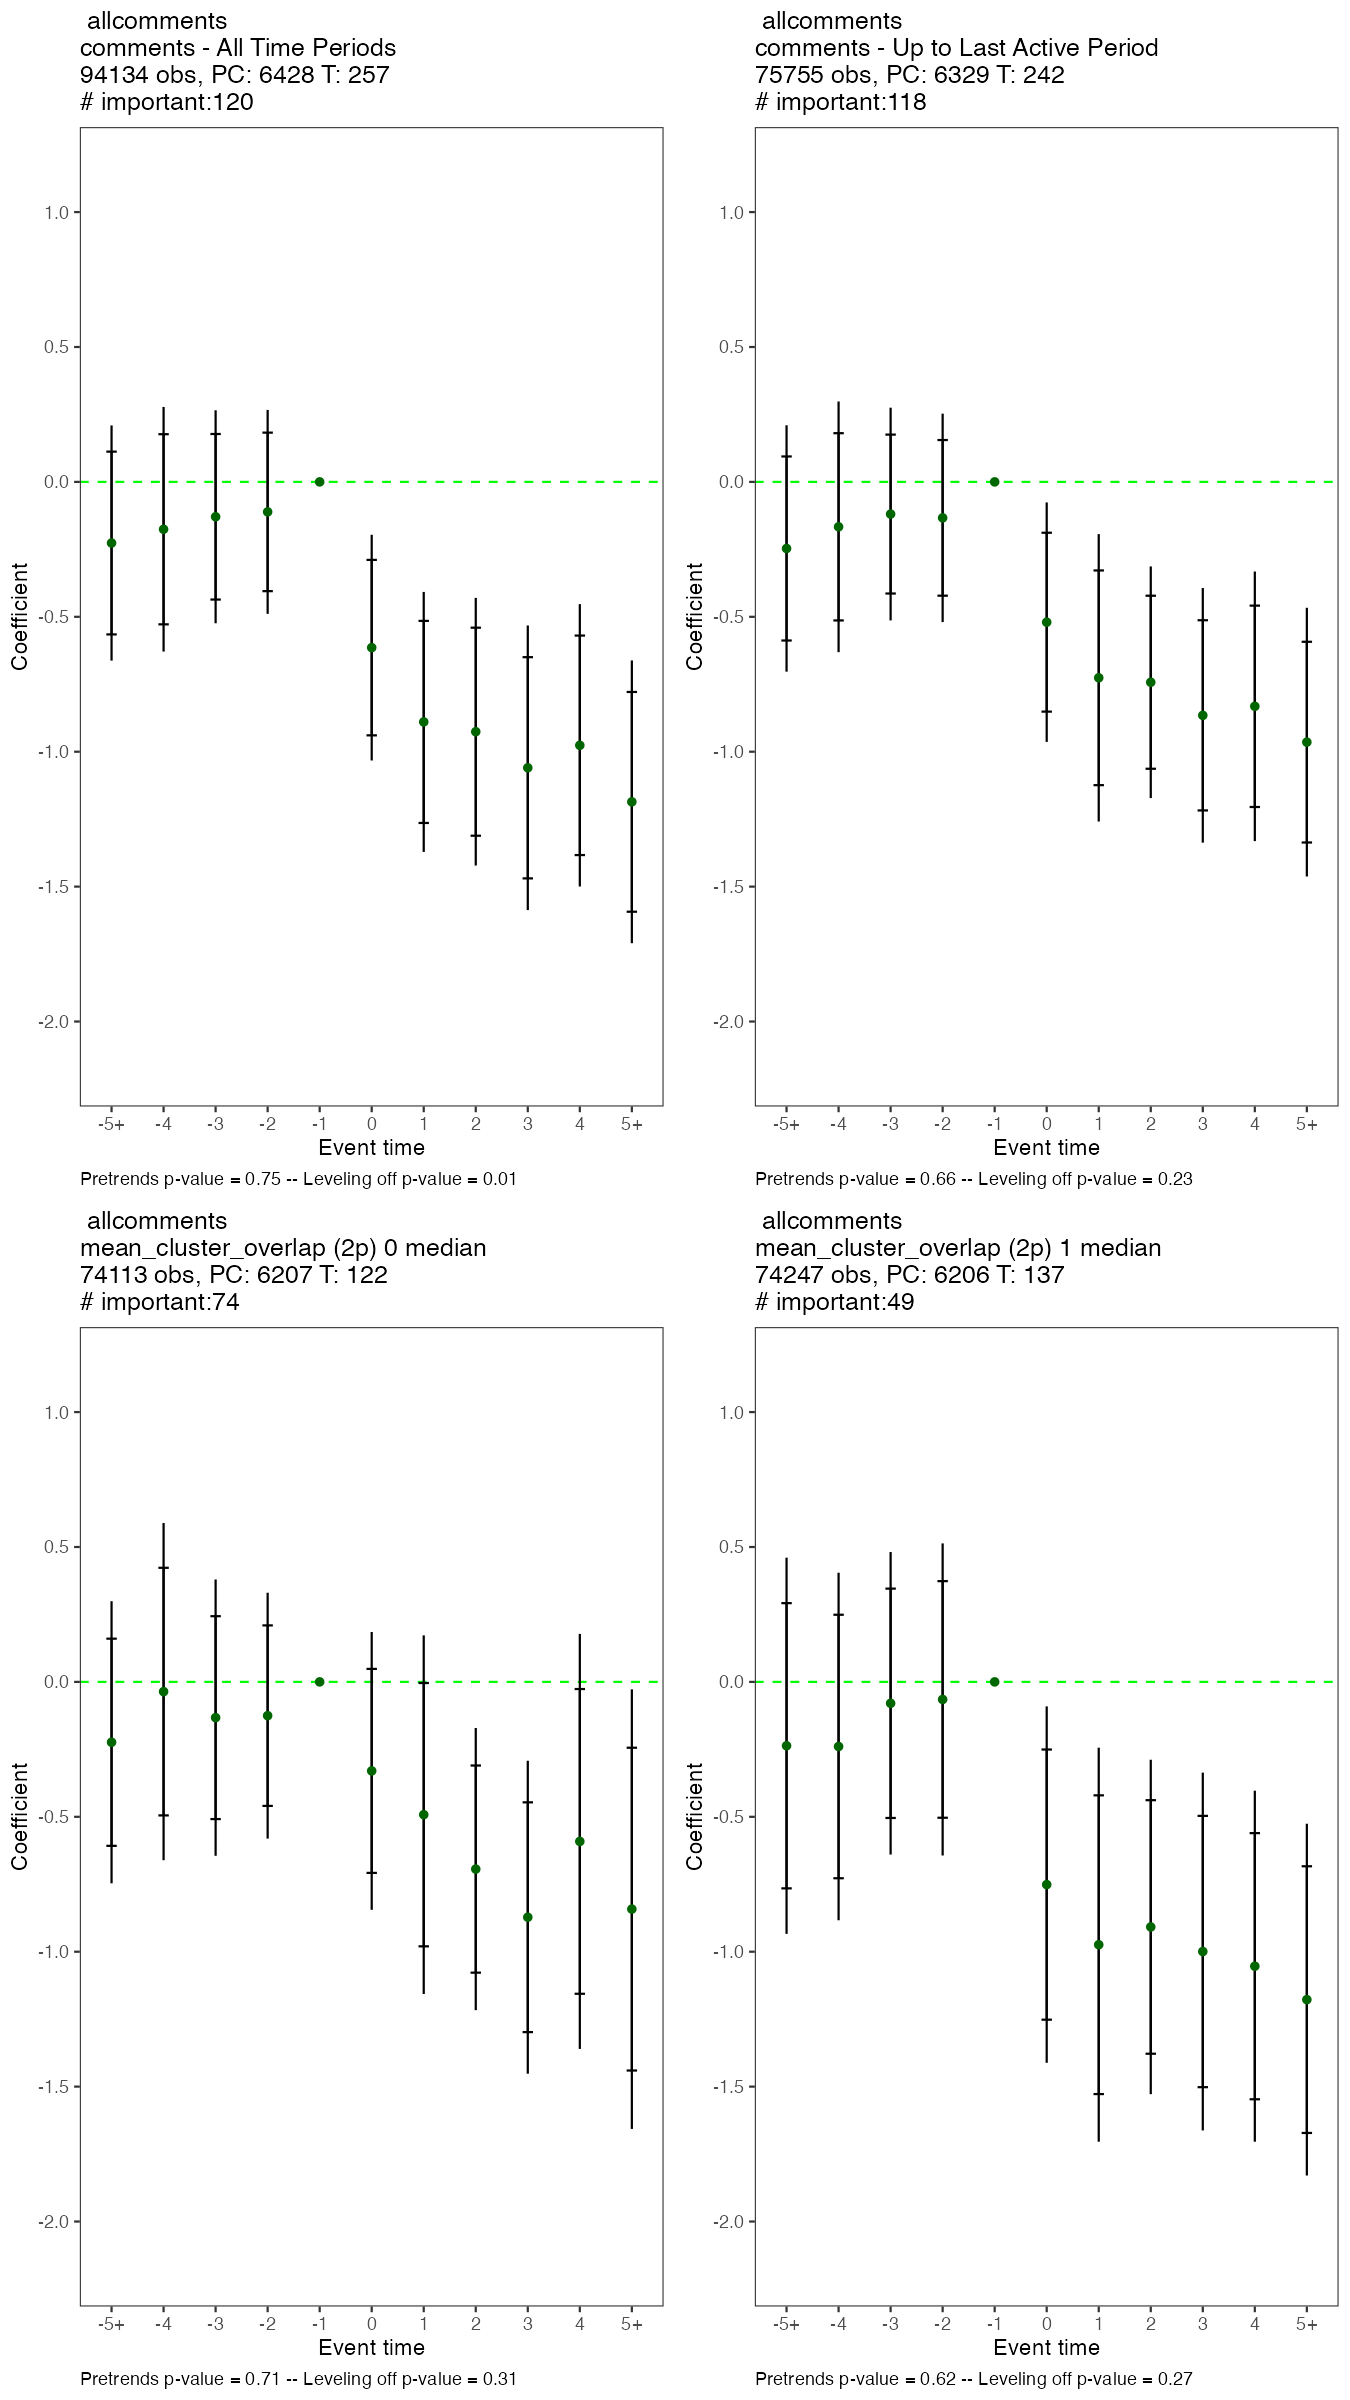 allcomments
comments - All Time Periods
94134 obs, PC: 6428 T: 257
# important:120
1.0
0.5
0.0
-0.5
-1.0
-1.5
-2.0
Coefficient
-5+ -4 -3 -2 -1 0 1 2 3 4 5+
Event time
Pretrends p-value = 0.75 -- Leveling off p-value = 0.01
allcomments
comments - Up to Last Active Period
75755 obs, PC: 6329 T: 242
# important:118
1.0
0.5
0.0
-0.5
-1.0
-1.5
-2.0
Coefficient
-5+ -4 -3 -2 -1 0 1 2 3 4 5+
Event time
Pretrends p-value = 0.66 -- Leveling off p-value = 0.23
allcomments
mean_cluster_overlap (2p) 0 median
74113 obs, PC: 6207 T: 122
# important:74
1.0
0.5
0.0
-0.5
-1.0
-1.5
-2.0
Coefficient
-5+ -4 -3 -2 -1 0 1 2 3 4 5+
Event time
Pretrends p-value = 0.71 -- Leveling off p-value = 0.31
allcomments
mean_cluster_overlap (2p) 1 median
74247 obs, PC: 6206 T: 137
# important:49
1.0
0.5
0.0
-0.5
-1.0
-1.5
-2.0
Coefficient
-5+ -4 -3 -2 -1 0 1 2 3 4 5+
Event time
Pretrends p-value = 0.62 -- Leveling off p-value = 0.27